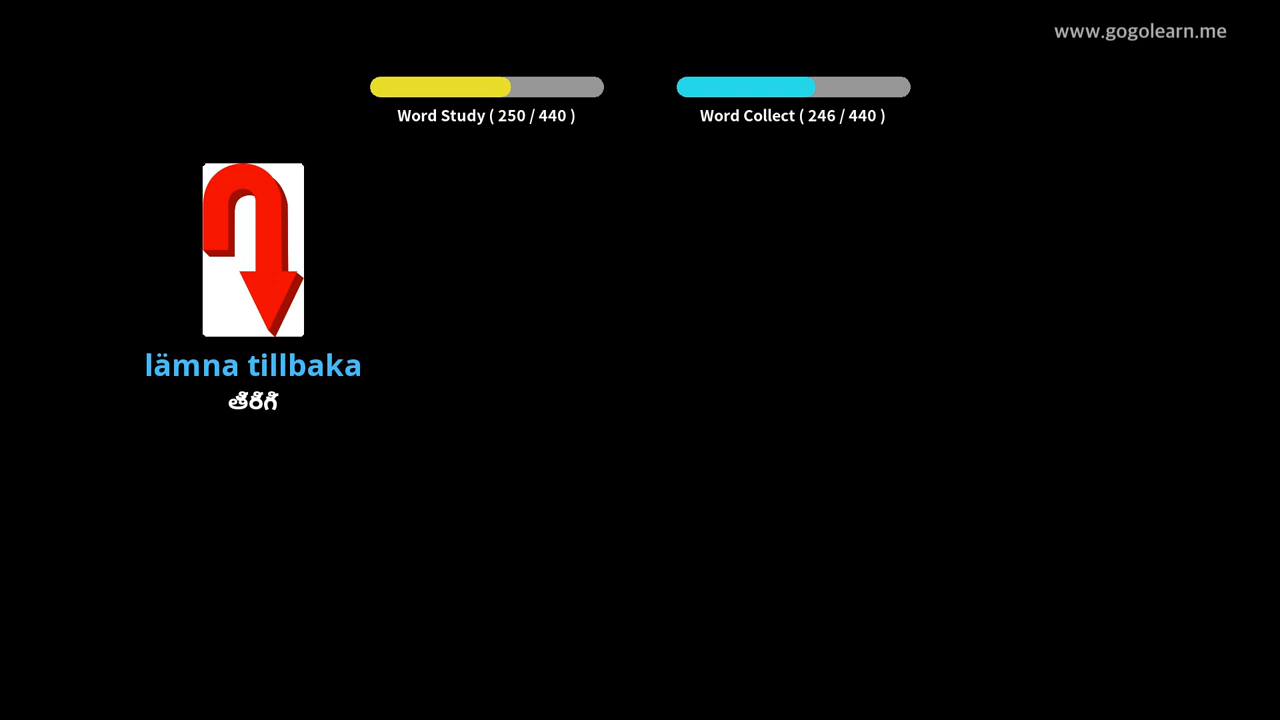 www.gogolearn.me
Word Study ( 250 / 440 )
Word Collect ( 246 / 440 )
lämna tillbaka
తిరిగి